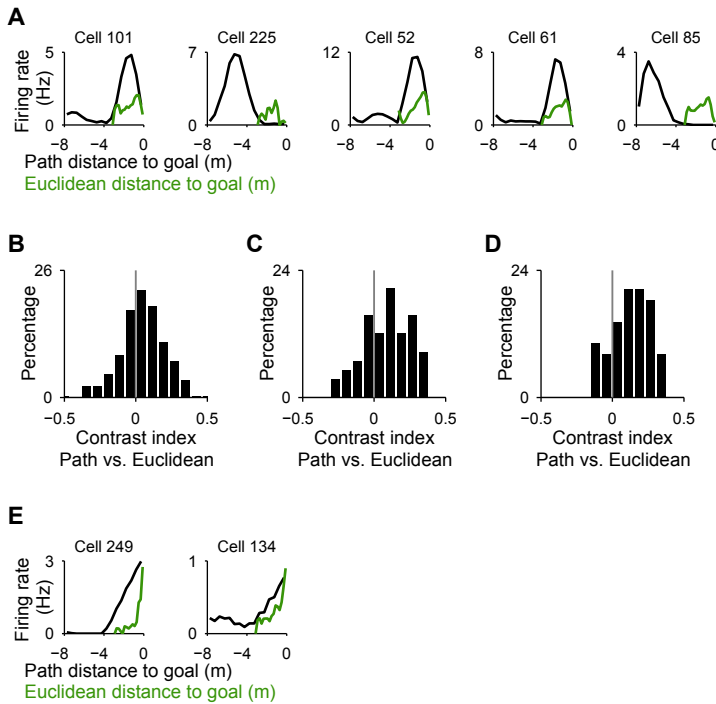 A
Cell 101
Cell 225
Cell 52
Cell 61
Cell 85
Firing rate
(Hz)
5
0
7
0
12
0
8
0
4
0
−8 −4 0
−8 −4 0
−8 −4 0
−8 −4 0
−8 −4 0
Path distance to goal (m)
Euclidean distance to goal (m)
B
Percentage
26
0
−0.5 0 0.5
Contrast index
Path vs. Euclidean
C
Percentage
24
0
−0.5 0 0.5
Contrast index
Path vs. Euclidean
D
Percentage
24
0
−0.5 0 0.5
Contrast index
Path vs. Euclidean
E
Cell 249
Cell 134
Firing rate
(Hz)
3
0
1
0
−8 −4 0
−8 −4 0
Path distance to goal (m)
Euclidean distance to goal (m)